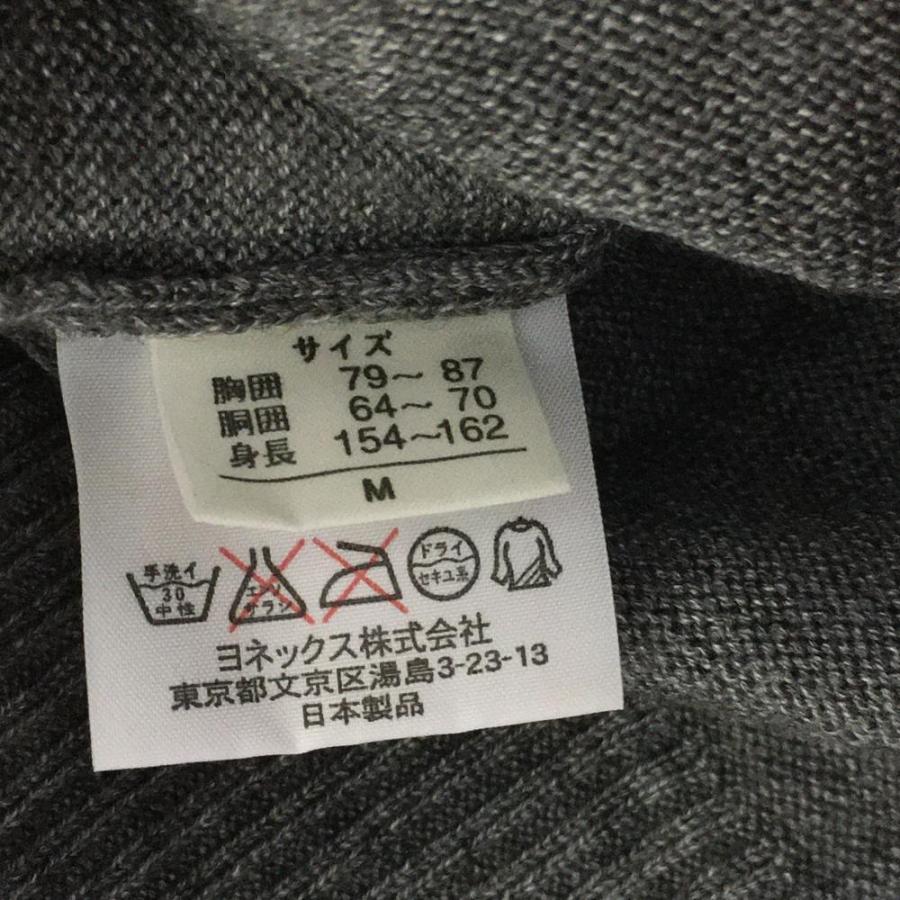 サイズ
胸囲 79～ 87
胴囲 64～ 70
身長 154～162
M
手洗イ
30
中性
エンソ
サラシ
ドライ
セキユ系
ヨネックス株式会社
東京都文京区湯島3-23-13
日本製品